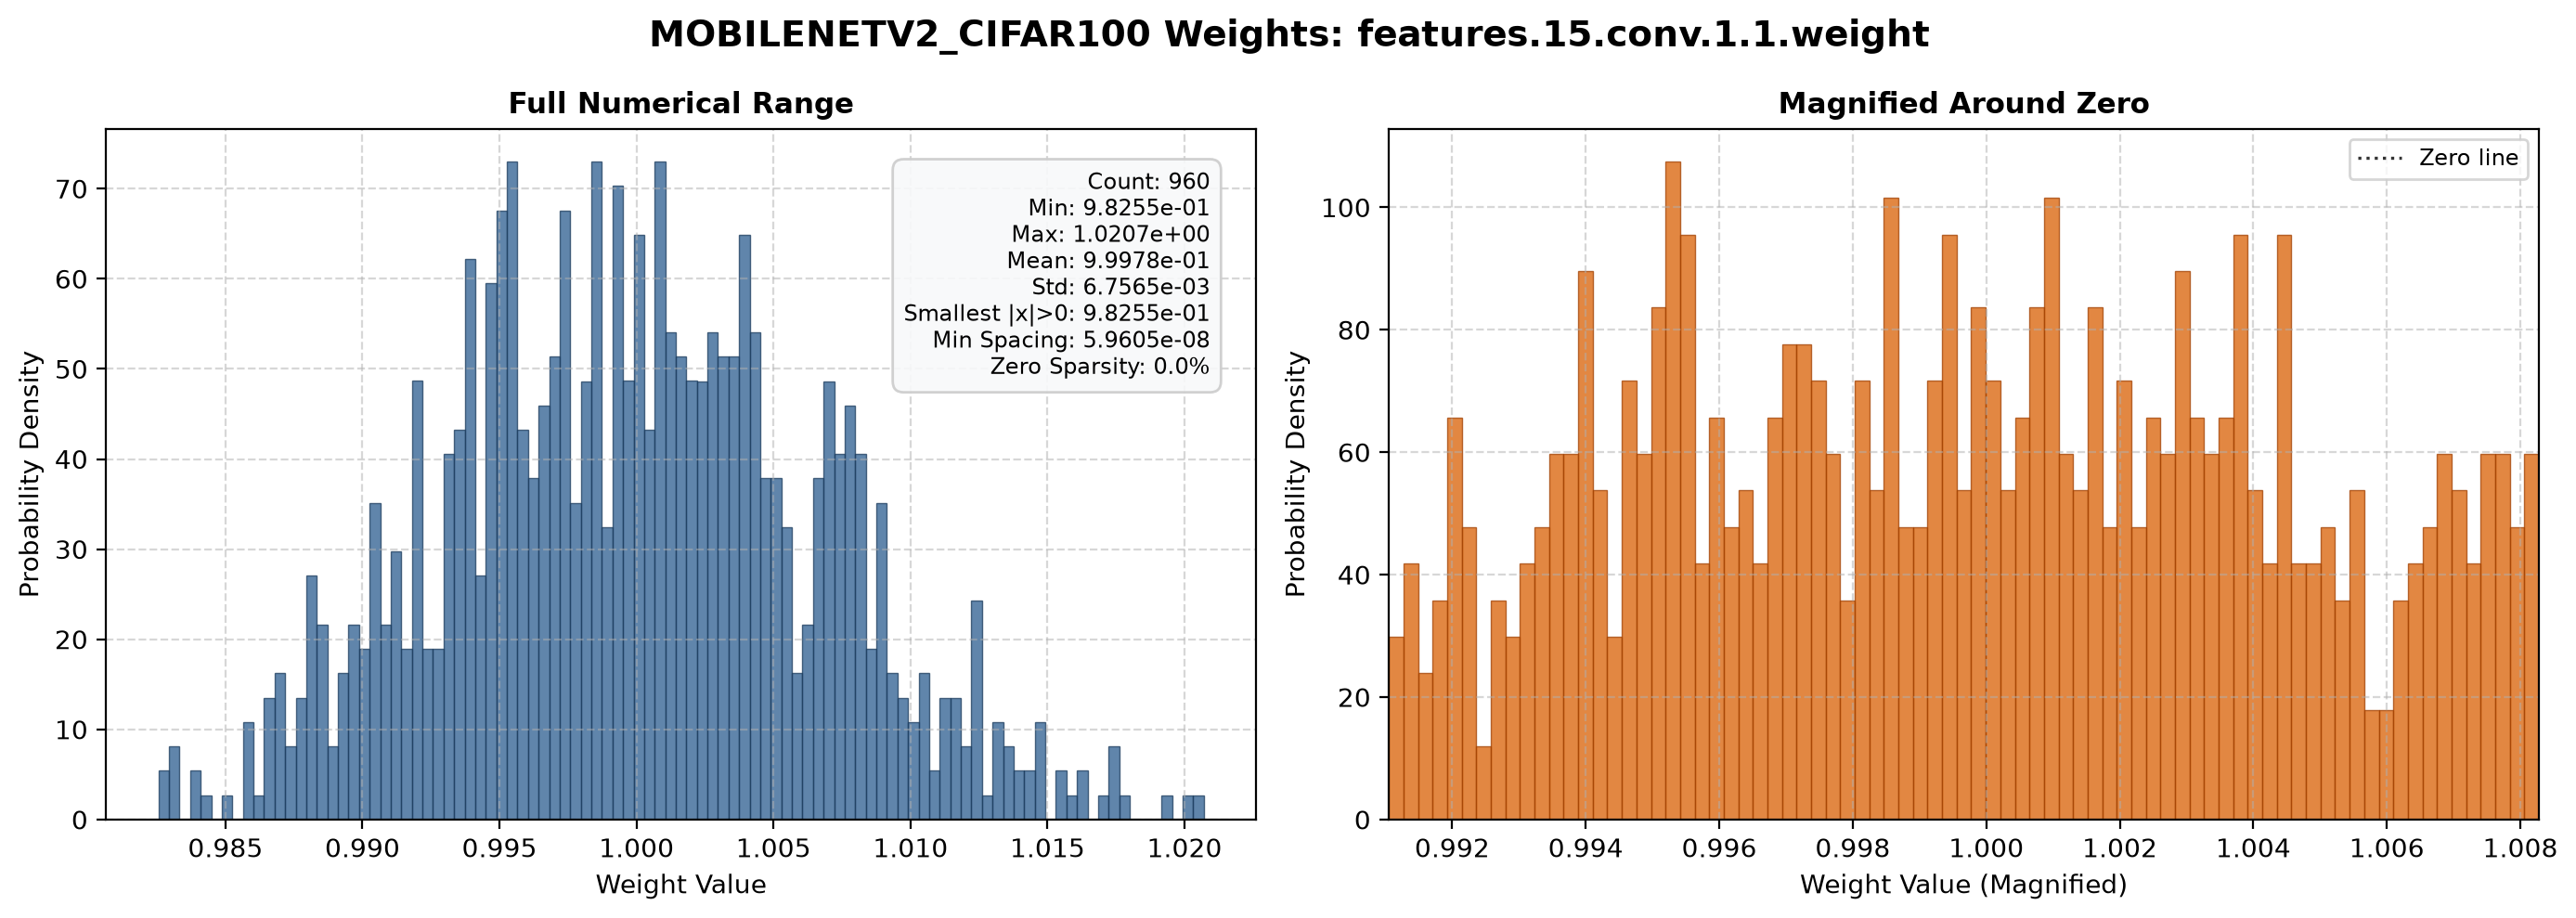 MOBILENETV2_CIFAR100 Weights: features.15.conv.1.1.weight
Full Numerical Range
Probability Density
70
60
50
40
30
20
10
0
Count: 960
Min: 9.8255e-01
Max: 1.0207e+00
Mean: 9.9978e-01
Std: 6.7565e-03
Smallest |x|>0: 9.8255e-01
Min Spacing: 5.9605e-08
Zero Sparsity: 0.0%
0.985 0.990 0.995 1.000 1.005 1.010 1.015 1.020
Weight Value
Magnified Around Zero
Probability Density
100
80
60
40
20
0
Zero line
0.992 0.994 0.996 0.998 1.000 1.002 1.004 1.006 1.008
Weight Value (Magnified)